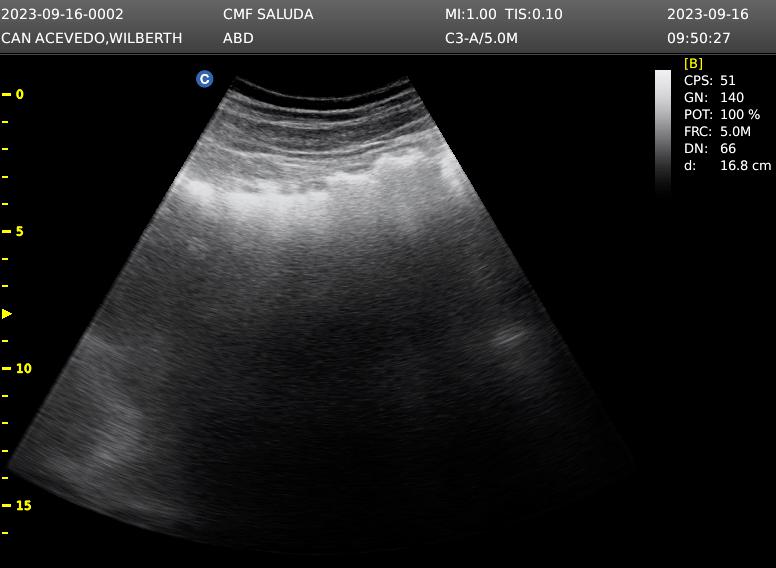 2023-09-16-0002 CMF SALUDA MI:1.00 TIS:0.10 2023-09-16
CAN ACEVEDO,WILBERTH ABD C3-A/5.0M 09:50:27
C
[B]
CPS: 51
GN: 140
POT: 100 %
FRC: 5.0M
DN: 66
d: 16.8 cm
0
5
10
15